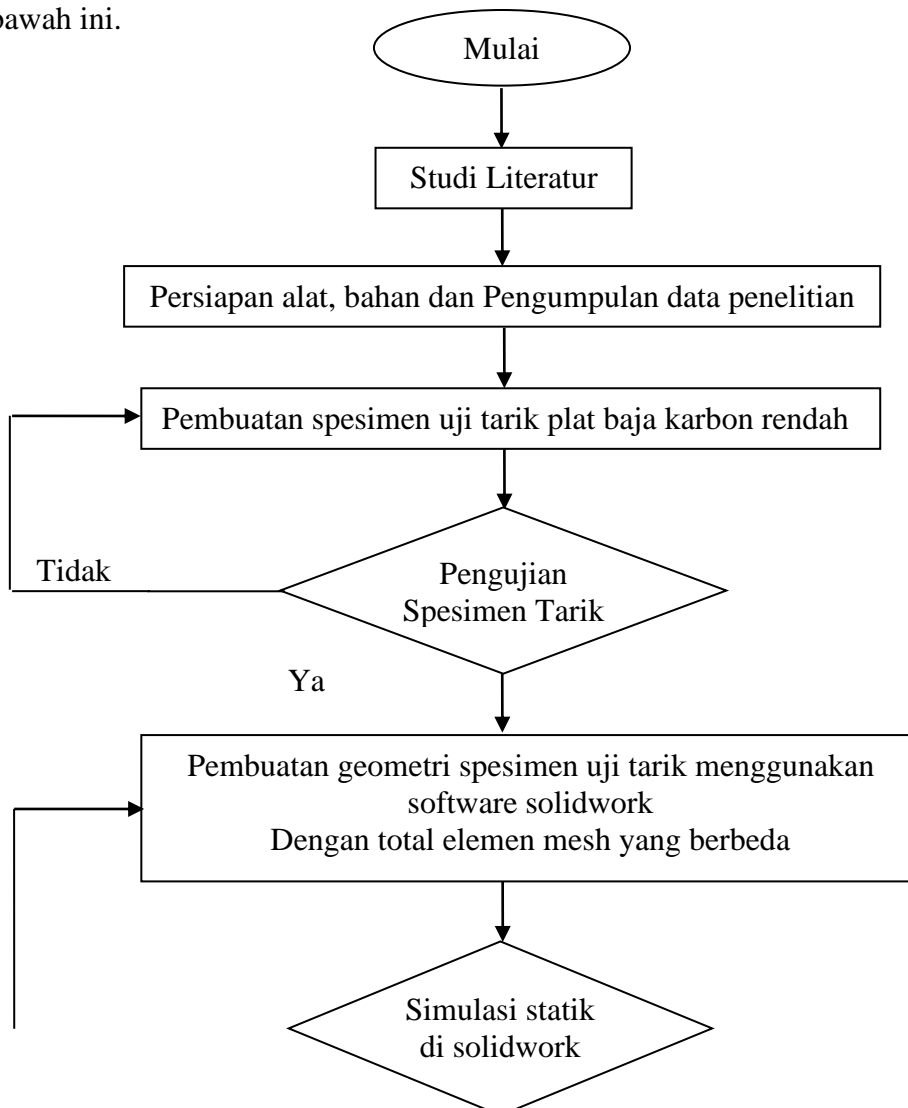 bawah ini.
Mulai
Studi Literatur
Persiapan alat, bahan dan Pengumpulan data penelitian
Pembuatan spesimen uji tarik plat baja karbon rendah
Tidak
Pengujian
Spesimen Tarik
Ya
Pembuatan geometri spesimen uji tarik menggunakan
software solidwork
Dengan total elemen mesh yang berbeda
Simulasi statik
di solidwork